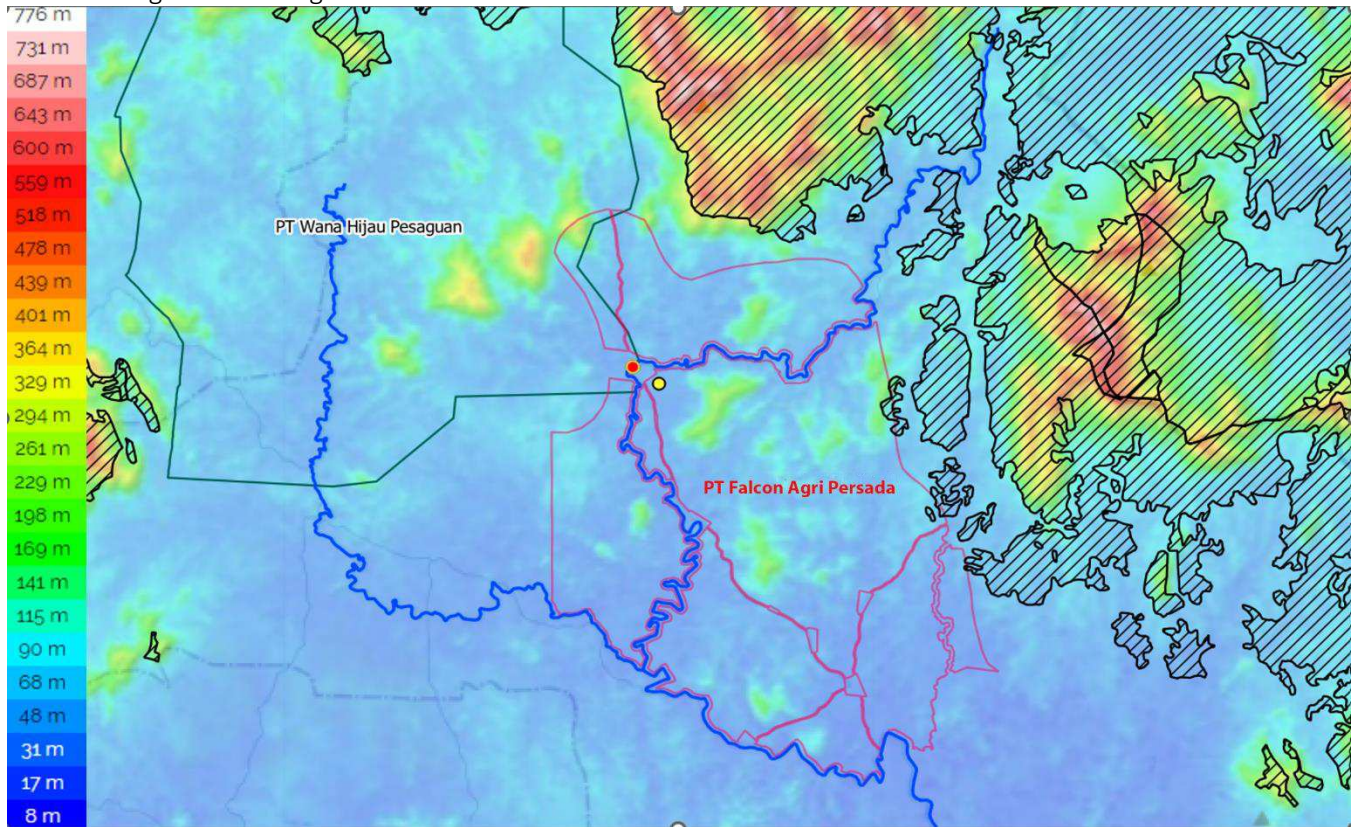 776 m
731 m
687 m
643 m
600 m
559 m
518 m
478 m
439 m
401 m
364 m
329 m
294 m
261 m
229 m
198 m
169 m
141 m
115 m
90 m
68 m
48 m
31 m
17 m
8 m
PT Wana Hijau Pesaguan
PT Falcon Agri Persada